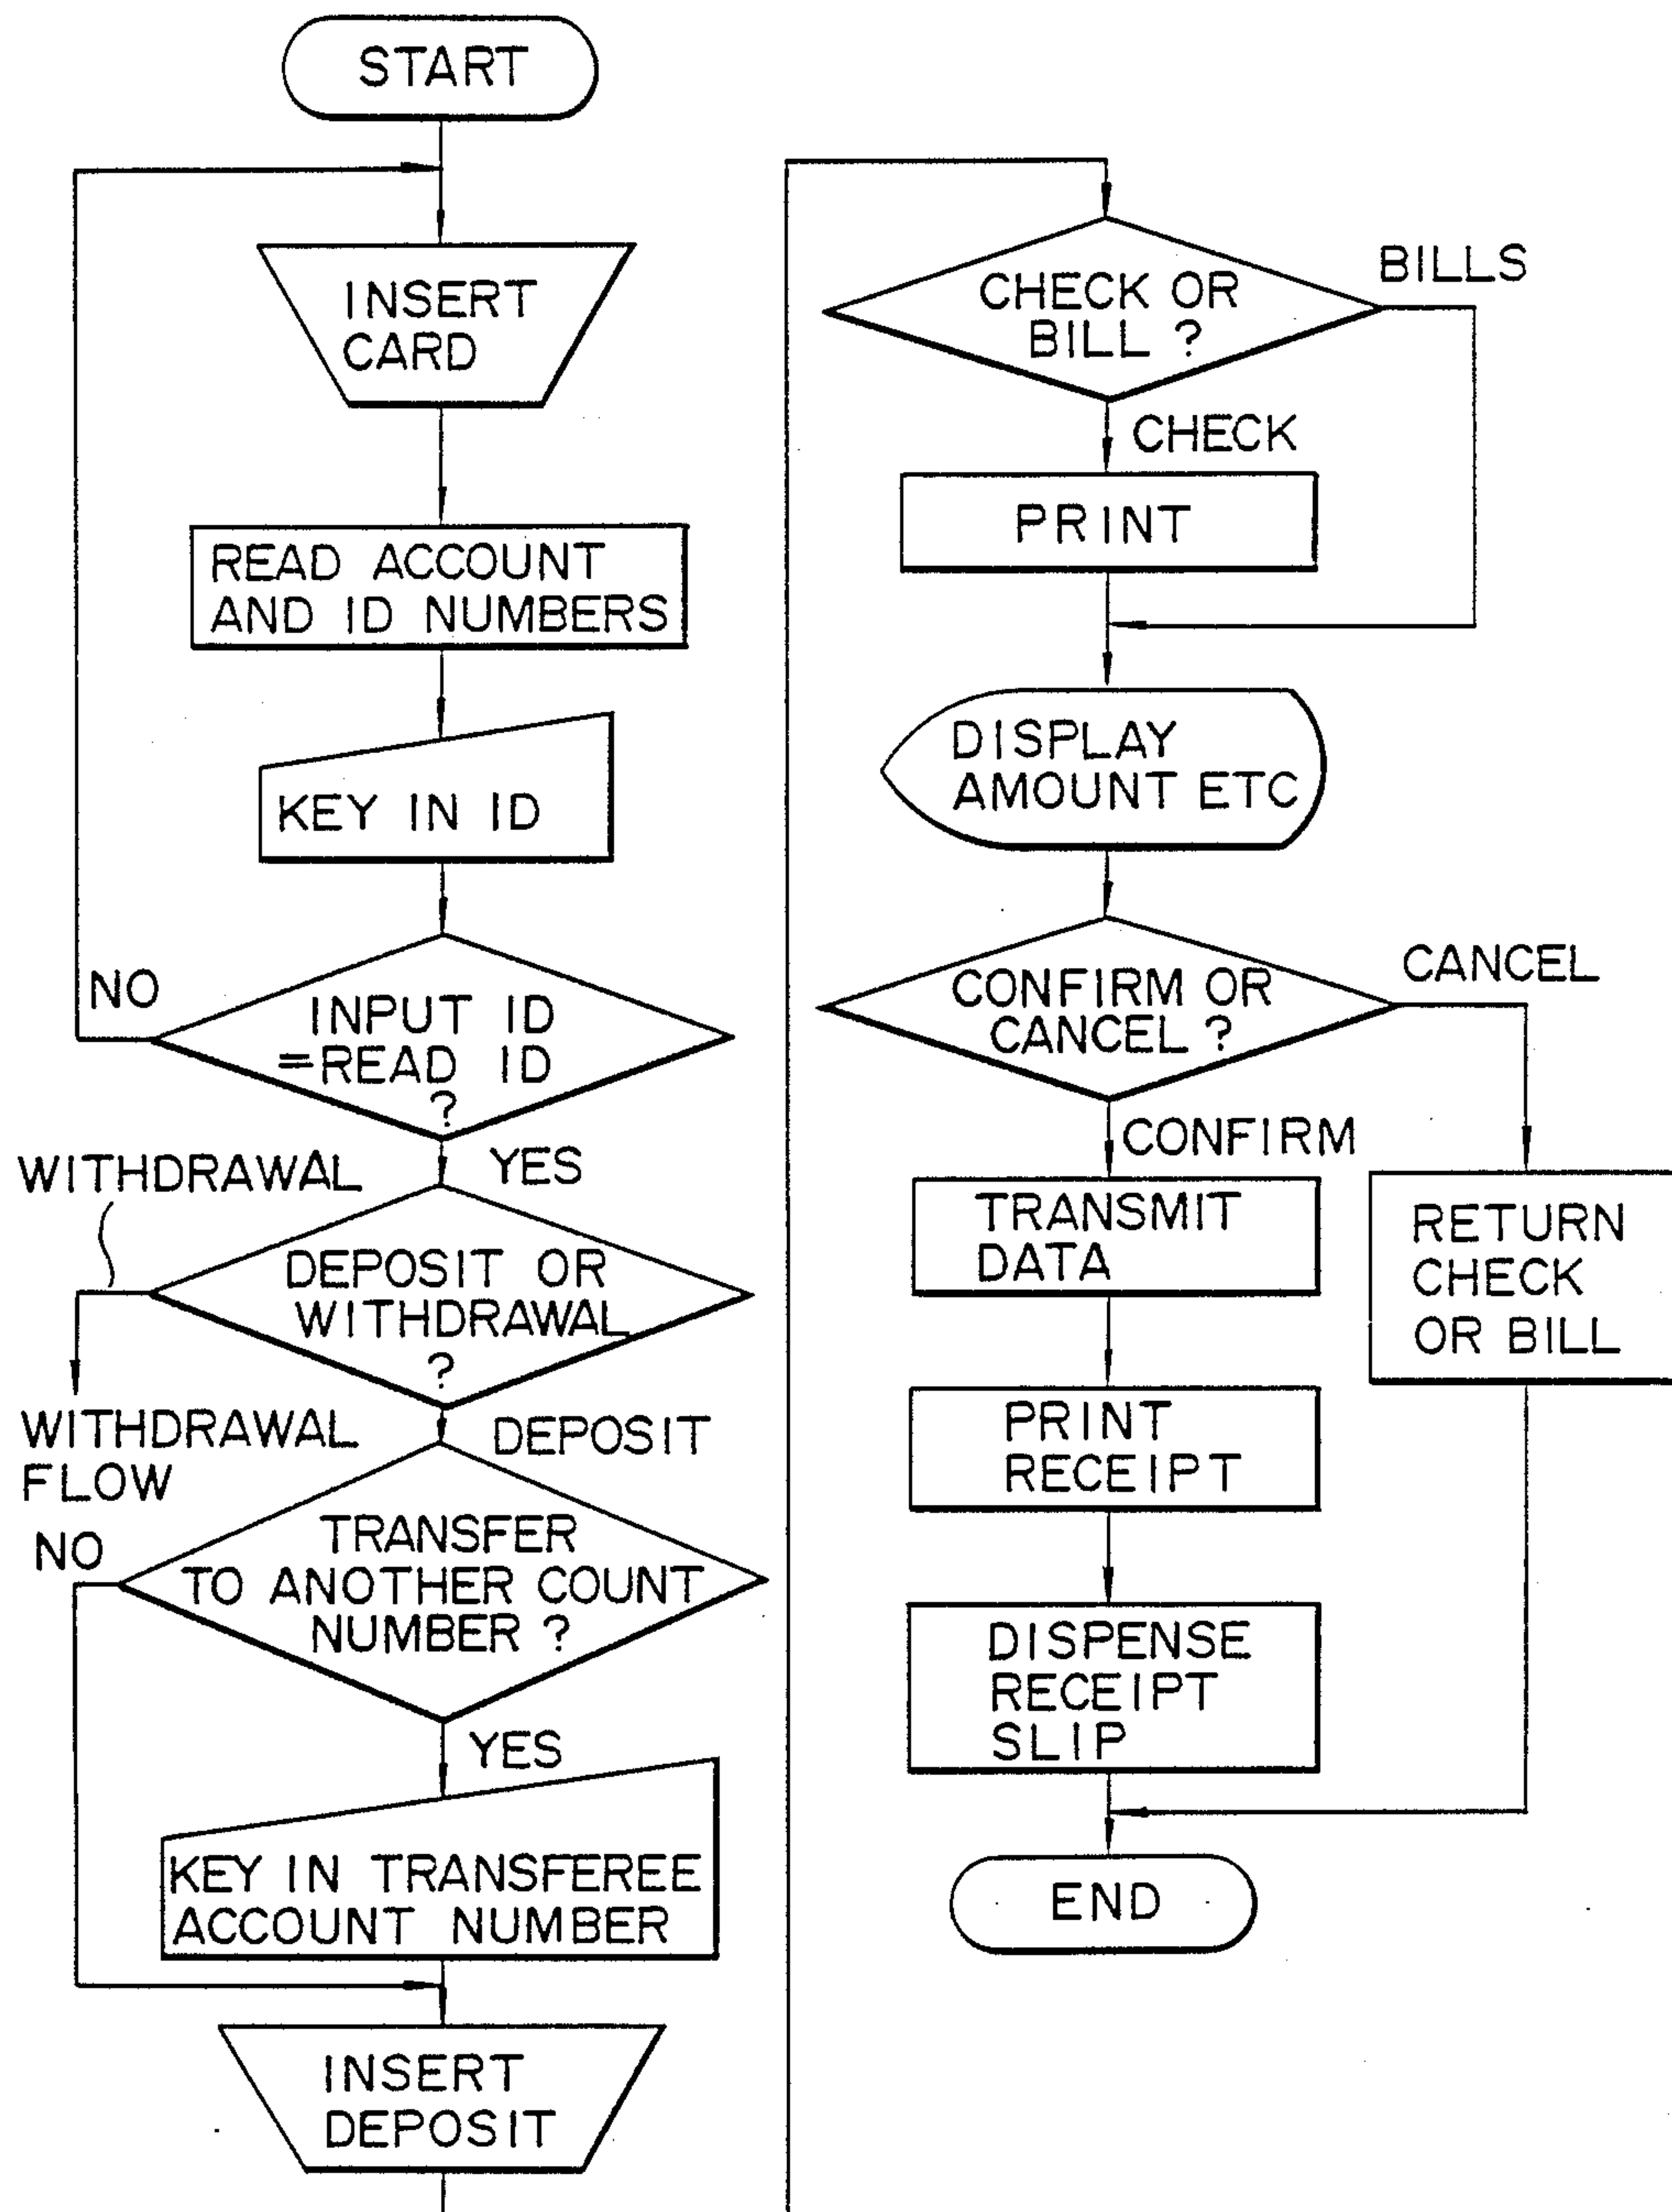 START
INSERT
CARD
READ ACCOUNT
AND ID NUMBERS
KEY IN ID
NO
INPUT ID
=READ ID
?
YES
WITHDRAWAL
DEPOSIT OR
WITHDRAWAL
?
WITHDRAWAL
FLOW
DEPOSIT
NO
TRANSFER
TO ANOTHER COUNT
NUMBER ?
YES
KEY IN TRANSFEREE
ACCOUNT NUMBER
INSERT
DEPOSIT
CHECK OR
BILL ?
BILLS
CHECK
PRINT
DISPLAY
AMOUNT ETC
CONFIRM OR
CANCEL ?
CANCEL
CONFIRM
TRANSMIT
DATA
RETURN
CHECK
OR BILL
PRINT
RECEIPT
DISPENSE
RECEIPT
SLIP
END